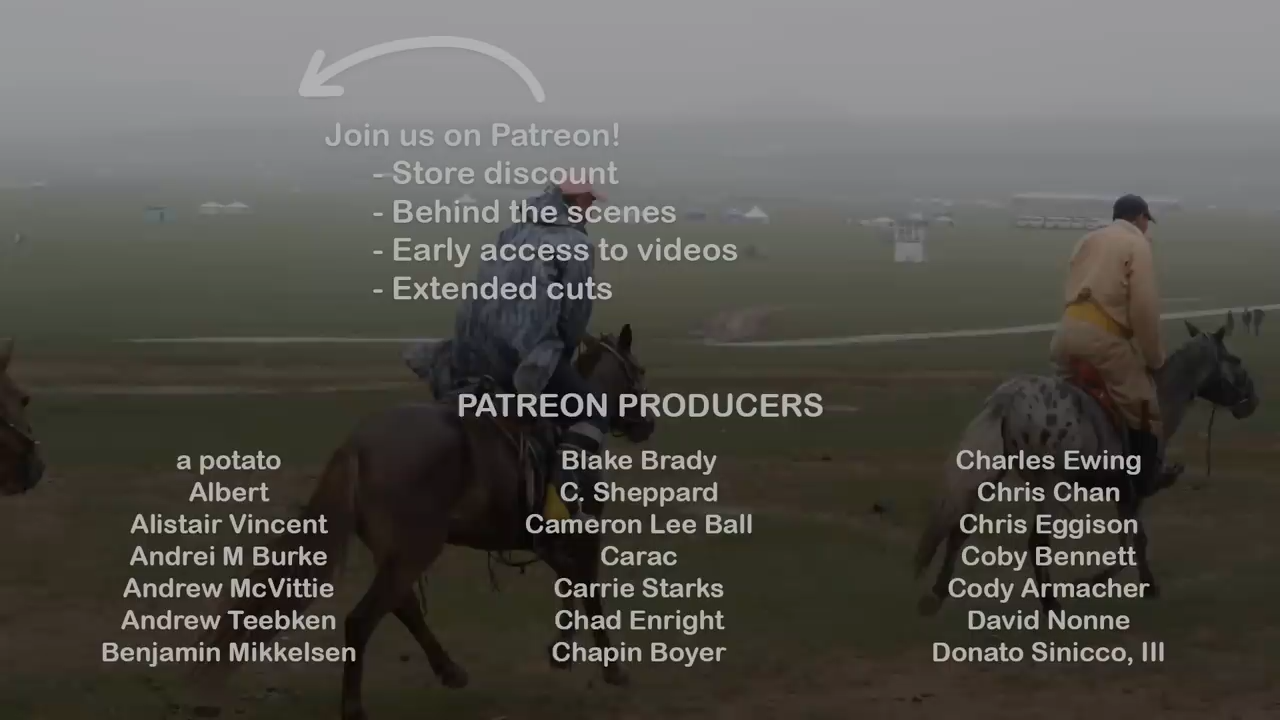 Join us on Patreon!
- Store discount
- Behind the scenes
- Early access to videos
- Extended cuts
PATREON PRODUCERS
a potato
Albert
Alistair Vincent
Andrei M Burke
Andrew McVittie
Andrew Teebken
Benjamin Mikkelsen
Blake Brady
C. Sheppard
Cameron Lee Ball
Carac
Carrie Starks
Chad Enright
Chapin Boyer
Charles Ewing
Chris Chan
Chris Eggison
Coby Bennett
Cody Armacher
David Nonne
Donato Sinicco, III